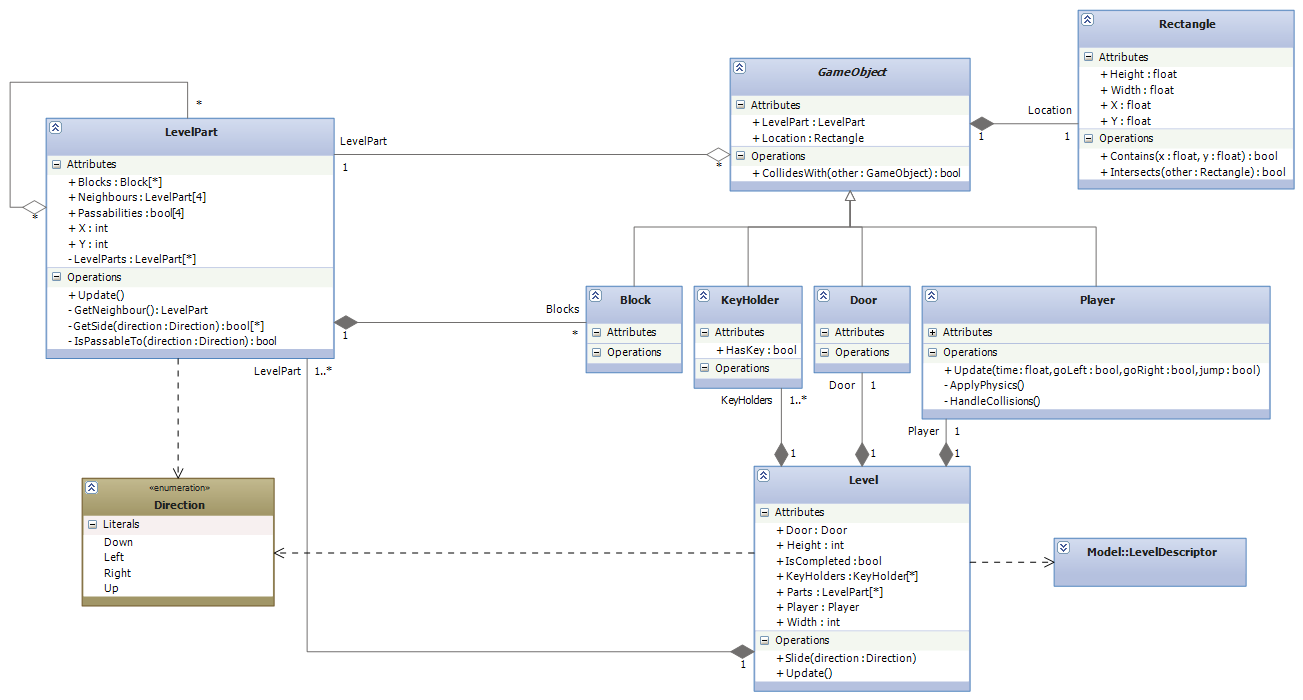 Rectangle
Attributes
+ Height : float
+ Width : float
+ X : float
+ Y : float
Operations
+ Contains(x : float, y : float) : bool
+ Intersects(other : Rectangle) : bool
GameObject
Attributes
+ LevelPart : LevelPart
+ Location : Rectangle
Operations
+ CollidesWith(other : GameObject) : bool
Location
1
1
*
LevelPart
Attributes
+ Blocks : Block[*]
+ Neighbours : LevelPart[4]
+ Passabilities : bool[4]
+ X : int
+ Y : int
- LevelParts : LevelPart[*]
Operations
+ Update()
- GetNeighbour() : LevelPart
- GetSide(direction : Direction) : bool[*]
- IsPassableTo(direction : Direction) : bool
*
LevelPart
1
*
Blocks
1
*
Block
Attributes
Operations
KeyHolder
Attributes
+ HasKey : bool
Operations
Door
Attributes
Operations
Player
Attributes
Operations
+ Update(time : float, goLeft : bool, goRight : bool, jump : bool)
- ApplyPhysics()
- HandleCollisions()
LevelPart
1..*
KeyHolders
1..*
1
Door
1
1
Player
1
1
«enumeration»
Direction
Literals
Down
Left
Right
Up
Level
Attributes
+ Door : Door
+ Height : int
+ IsCompleted : bool
+ KeyHolders : KeyHolder[*]
+ Parts : LevelPart[*]
+ Player : Player
+ Width : int
Operations
+ Slide(direction : Direction)
+ Update()
1
Model::LevelDescriptor